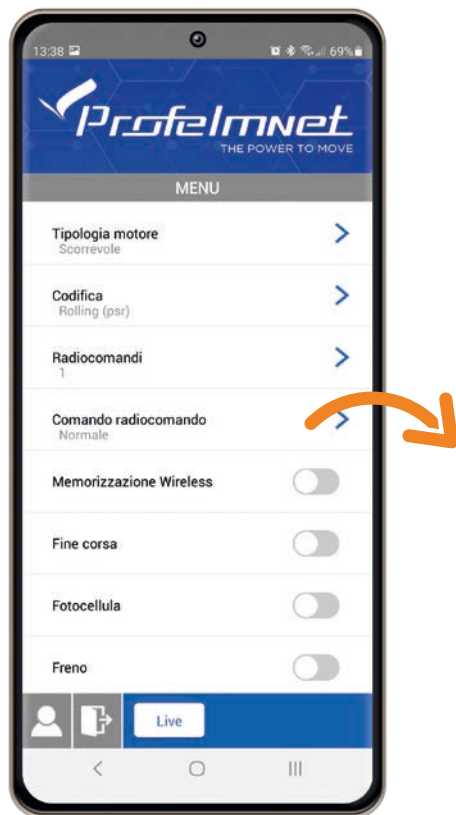 13:38 69%
Profelmnet
THE POWER TO MOVE
MENU
Tipologia motore
Scorrevole
Codifica
Rolling (psr)
Radiocomandi
1
Comando radiocomando
Normale
Memorizzazione Wireless
Fine corsa
Fotocellula
Freno
Live